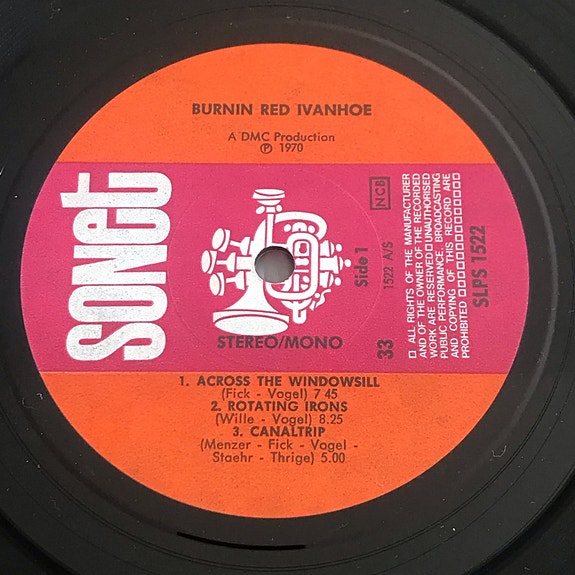 BURNIN RED IVANHOE
A DMC Production
℗ 1970
SONET
NCB
Side 1
1522 A/S
STEREO/MONO
33
□ ALL RIGHTS OF THE MANUFACTURER
AND OF THE OWNER OF THE RECORDED
WORK ARE RESERVED□UNAUTHORISED
PUBLIC PERFORMANCE, BROADCASTING
AND COPYING OF THIS RECORD ARE
PROHIBITED □□□□□□□□□□□□
SLPS 1522
1. ACROSS THE WINDOWSILL
(Fick - Vogel) 7 45
2. ROTATING IRONS
(Wille - Vogel) 8.25
3. CANALTRIP
(Menzer - Fick - Vogel -
Staehr - Thrige) 5.00